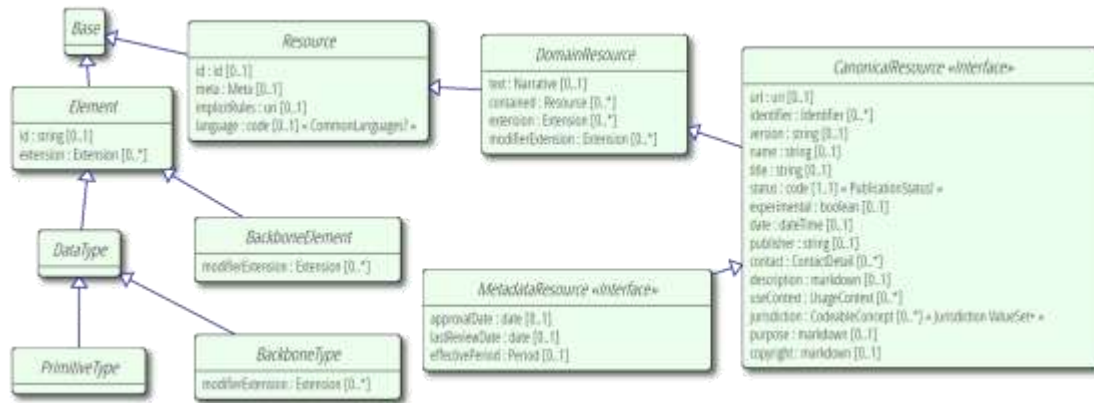 Base
Resource
id : id [0..1]
meta : Meta [0..1]
implicitRules : uri [0..1]
language : code [0..1] « CommonLanguages? »
DomainResource
text : Narrative [0..1]
contained : Resource [0..*]
extension : Extension [0..*]
modifierExtension : Extension [0..*]
CanonicalResource «Interface»
url : uri [0..1]
identifier : Identifier [0..*]
version : string [0..1]
name : string [0..1]
title : string [0..1]
status : code [1..1] « PublicationStatus! »
experimental : boolean [0..1]
date : dateTime [0..1]
publisher : string [0..1]
contact : ContactDetail [0..*]
description : markdown [0..1]
useContext : UsageContext [0..*]
jurisdiction : CodeableConcept [0..*] « Jurisdiction ValueSet+ »
purpose : markdown [0..1]
copyright : markdown [0..1]
Element
id : string [0..1]
extension : Extension [0..*]
DataType
BackboneElement
modifierExtension : Extension [0..*]
MetadataResource «Interface»
approvalDate : date [0..1]
lastReviewDate : date [0..1]
effectivePeriod : Period [0..1]
PrimitiveType
BackboneType
modifierExtension : Extension [0..*]